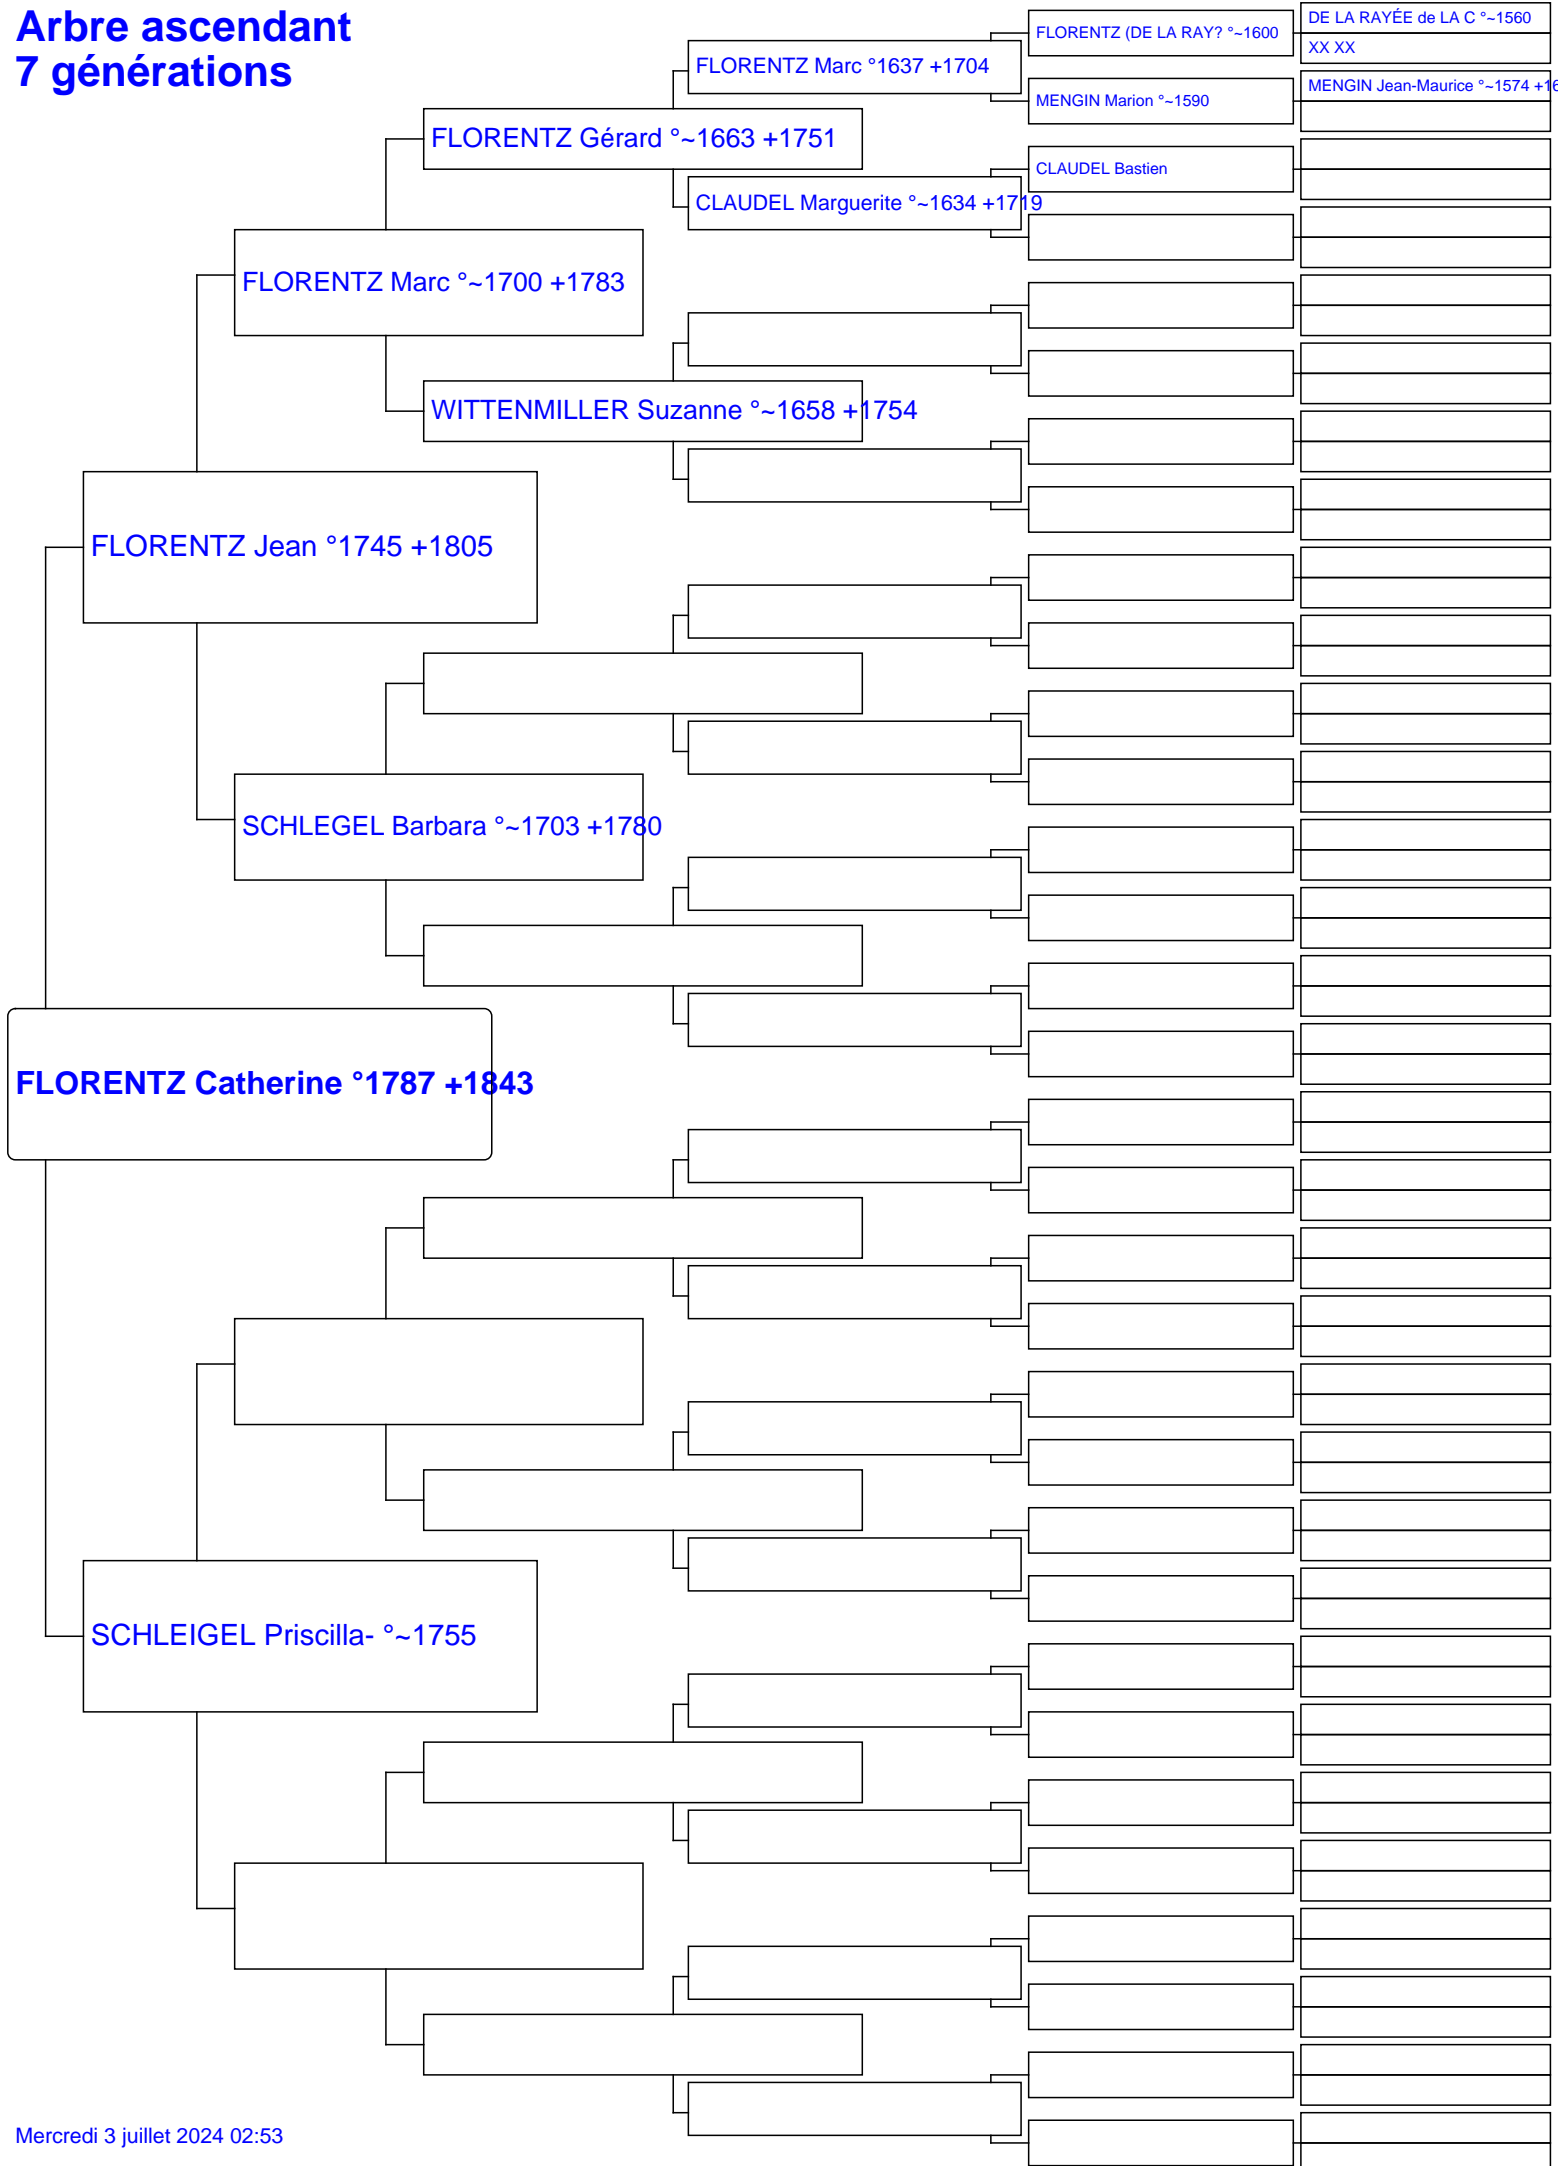 Arbre ascendant
7 générations
FLORENTZ (DE LA RAY? °~1600
DE LA RAYÉE de LA C °~1560
XX XX
FLORENTZ Marc °1637 +1704
MENGIN Marion °~1590
MENGIN Jean-Maurice °~1574 +16
FLORENTZ Gérard °~1663 +1751
CLAUDEL Bastien
CLAUDEL Marguerite °~1634 +1719
FLORENTZ Marc °~1700 +1783
WITTENMILLER Suzanne °~1658 +1754
FLORENTZ Jean °1745 +1805
SCHLEGEL Barbara °~1703 +1780
FLORENTZ Catherine °1787 +1843
SCHLEIGEL Priscilla- °~1755
Mercredi 3 juillet 2024 02:53